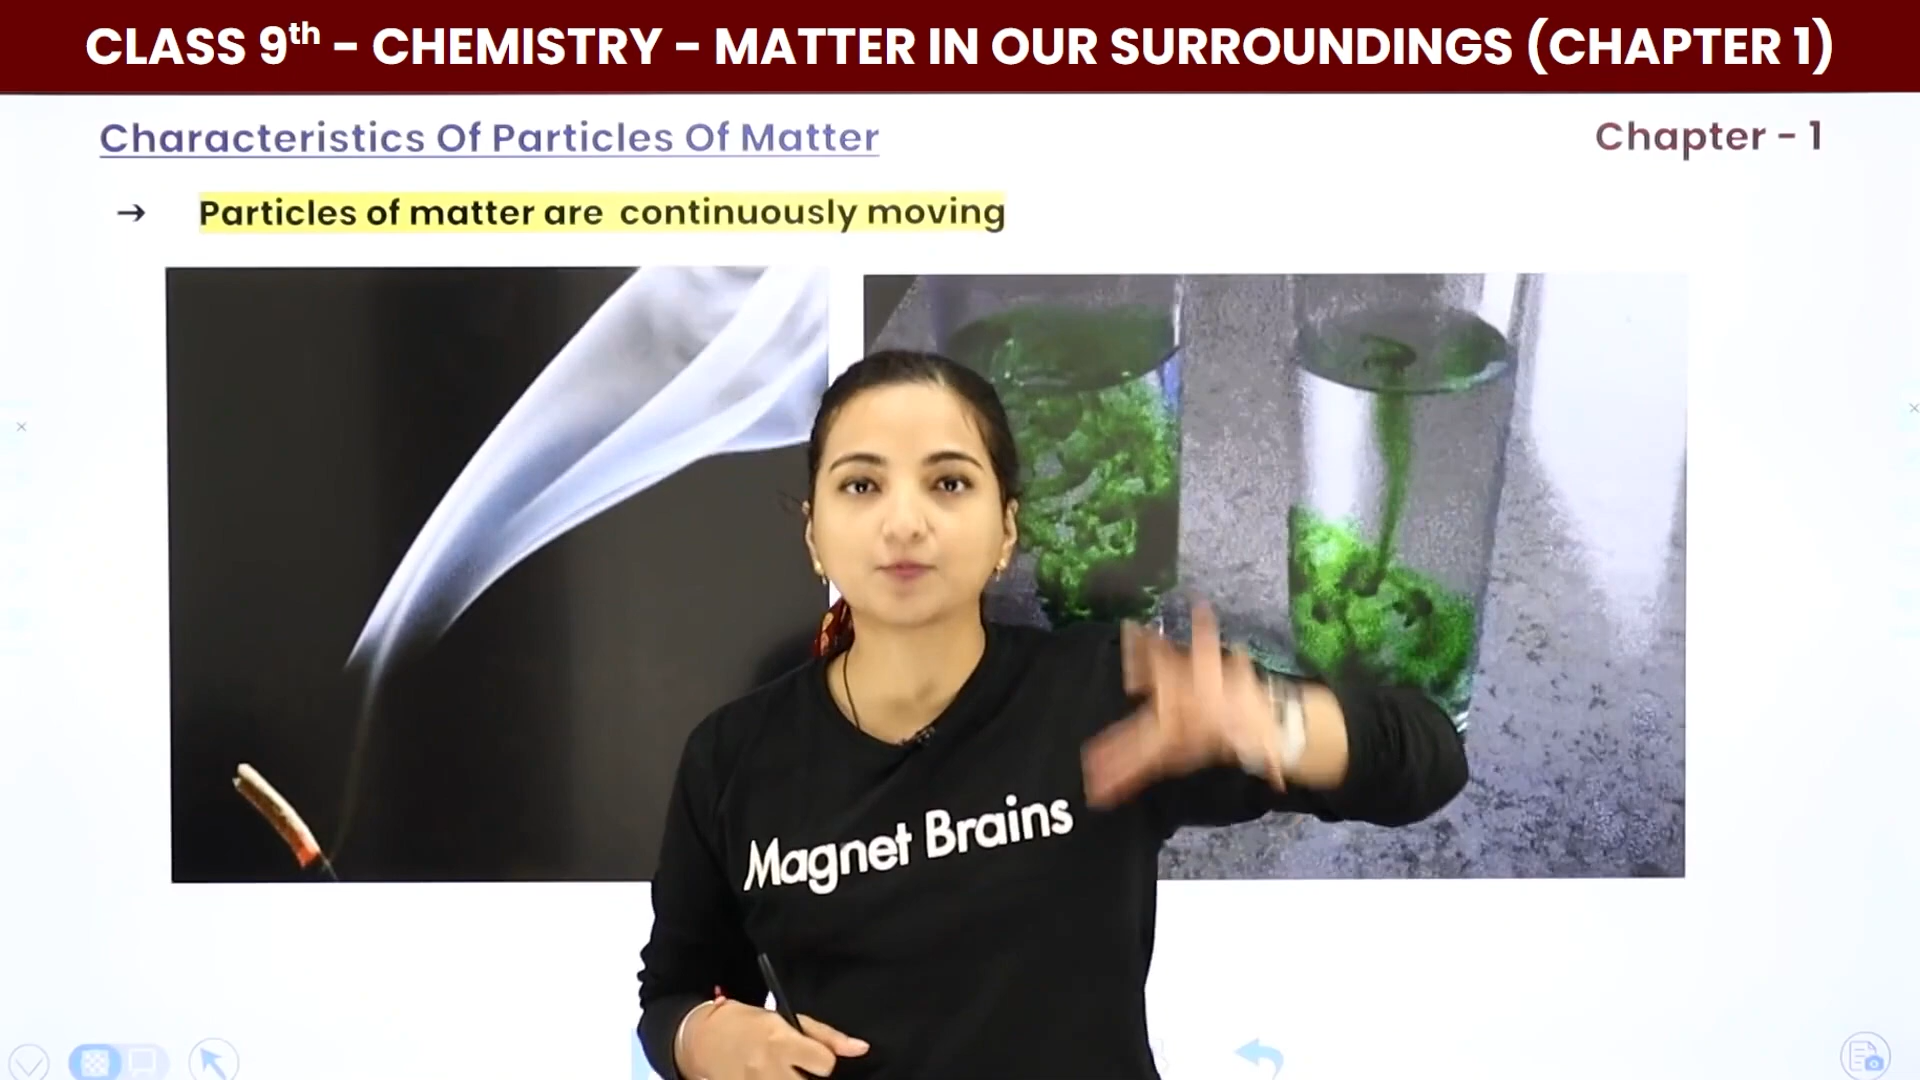 CLASS 9th – CHEMISTRY – MATTER IN OUR SURROUNDINGS (CHAPTER 1)
Characteristics Of Particles Of Matter
Chapter - 1
→ Particles of matter are continuously moving
Magnet Brains